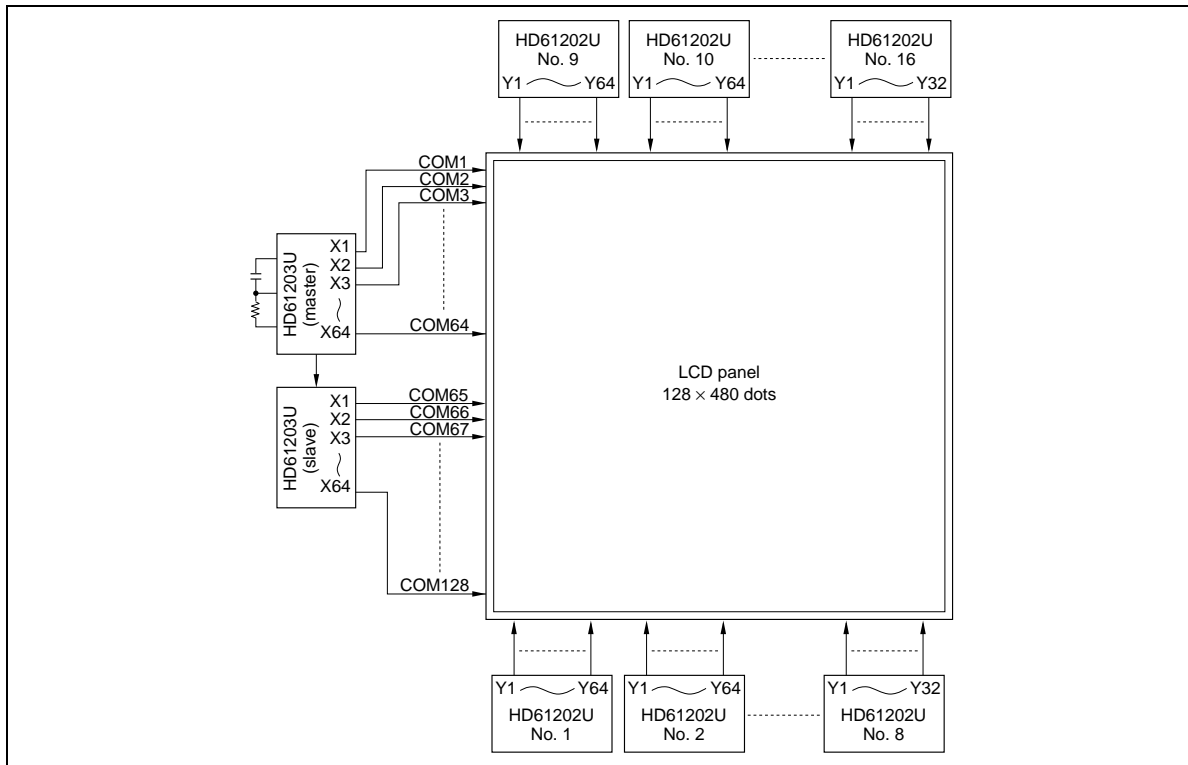 HD61202U
No. 9
Y1 Y64
HD61202U
No. 10
Y1 Y64
HD61202U
No. 16
Y1 Y32
COM1
COM2
COM3
COM64
HD61203U
(master)
X1
X2
X3
X64
HD61203U
(slave)
X1
X2
X3
X64
COM65
COM66
COM67
COM128
LCD panel
128 × 480 dots
Y1 Y64
HD61202U
No. 1
Y1 Y64
HD61202U
No. 2
Y1 Y32
HD61202U
No. 8